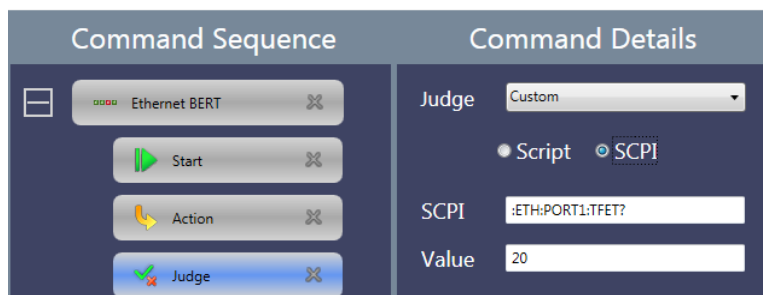 Command Sequence
Command Details
Ethernet BERT
Start
Action
Judge
Judge Custom
Script SCPI
SCPI :ETH:PORT1:TFET?
Value 20